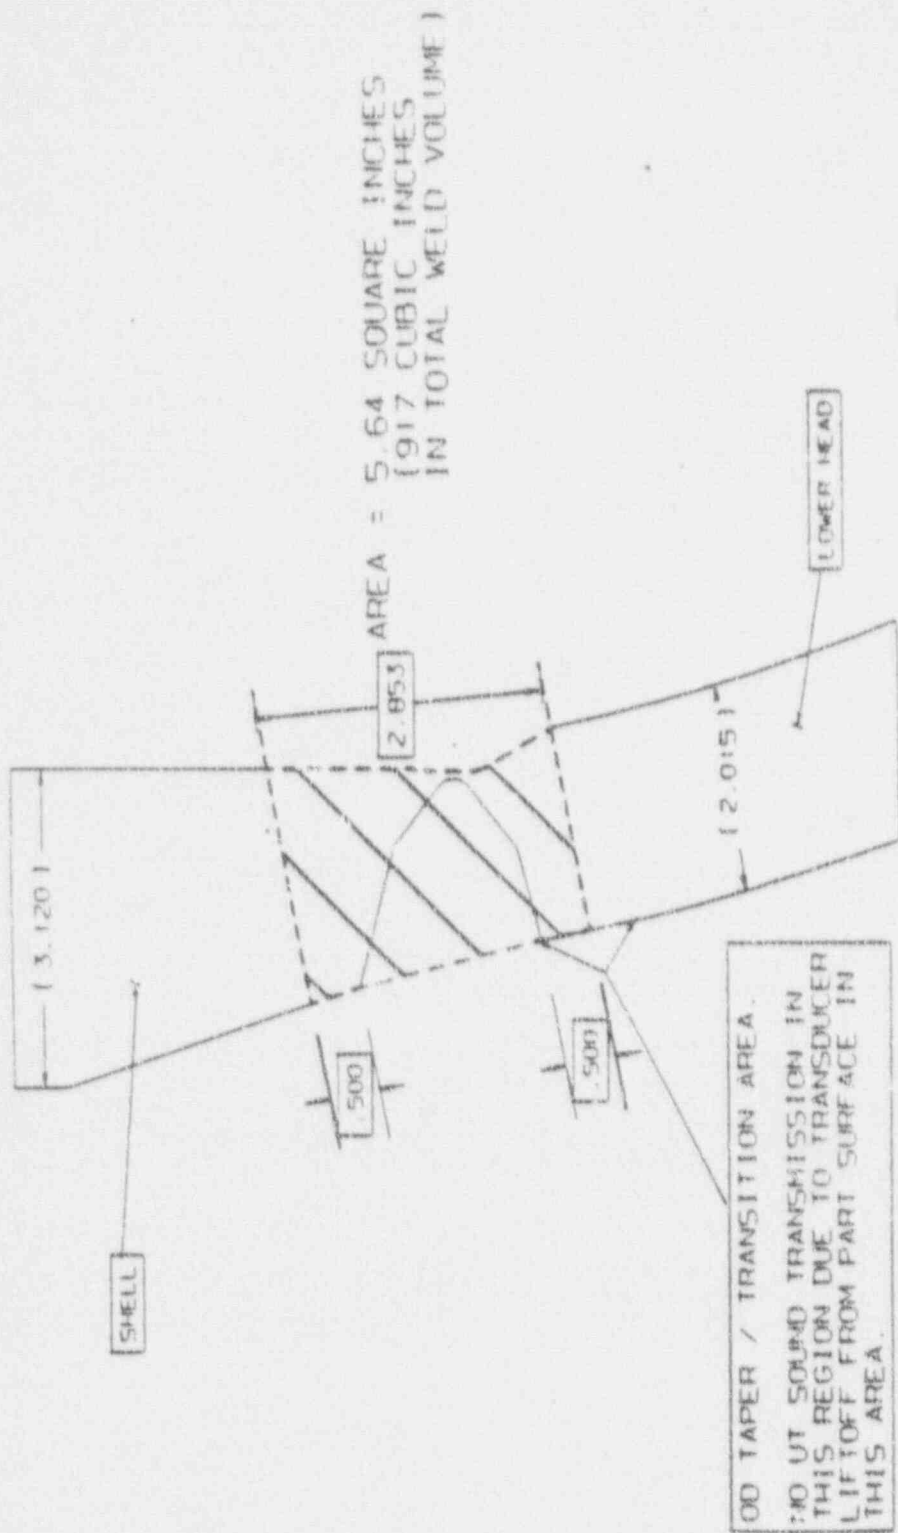 SHELL
(3.120)
.500
.500
2.853
AREA = 5.64 SQUARE INCHES
(917 CUBIC INCHES
IN TOTAL WELD VOLUME)
(2.015)
LOWER HEAD
OD TAPER / TRANSITION AREA.
NO UT SOUND TRANSMISSION IN
THIS REGION DUE TO TRANSDUCER
LIFTOFF FROM PART SURFACE IN
THIS AREA.